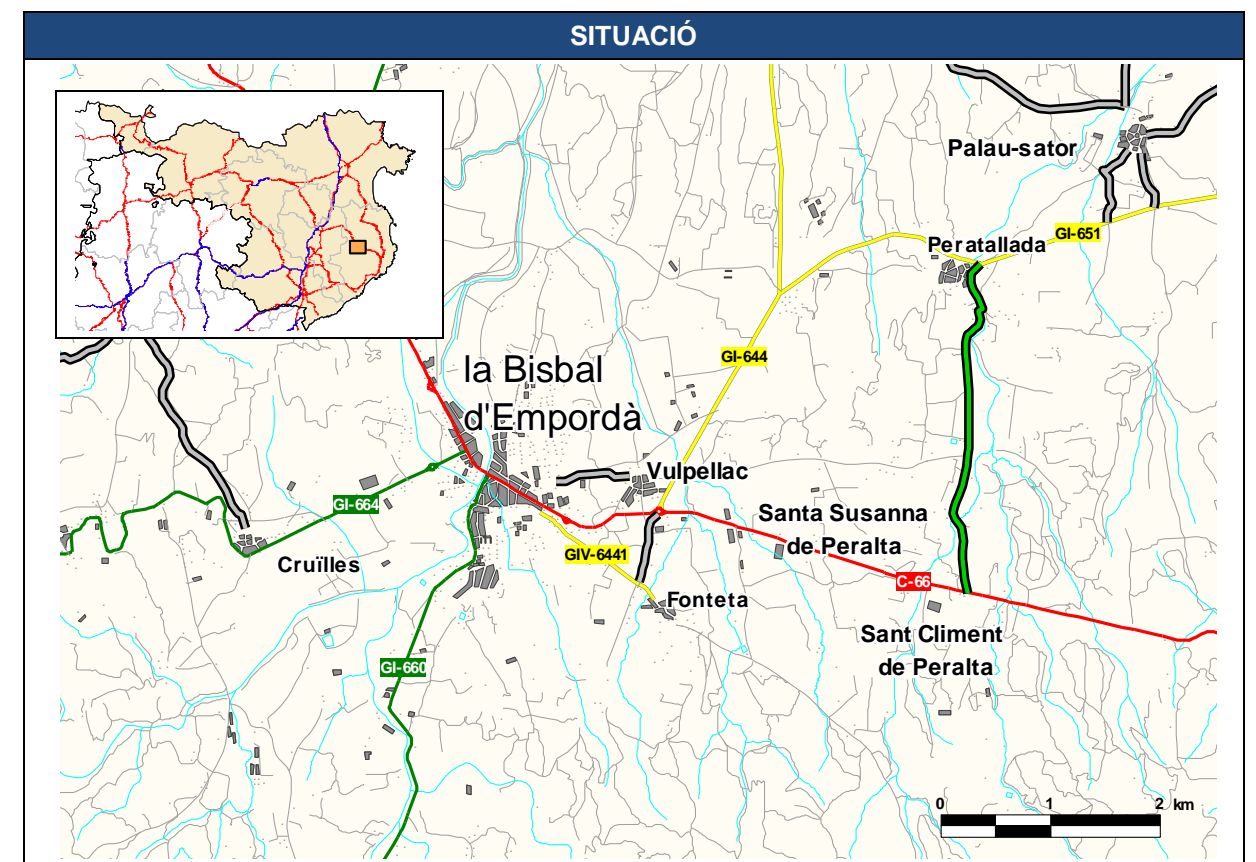 SITUACIÓ
Palau-sator
GI-651
Peratallada
GI-644
la Bisbal
d'Empordà
Vulpellac
GI-664
Santa Susanna
de Peralta
Cruïlles
GIV-6441
C-66
Fonteta
Sant Climent
de Peralta
GI-660
0 1 2 km